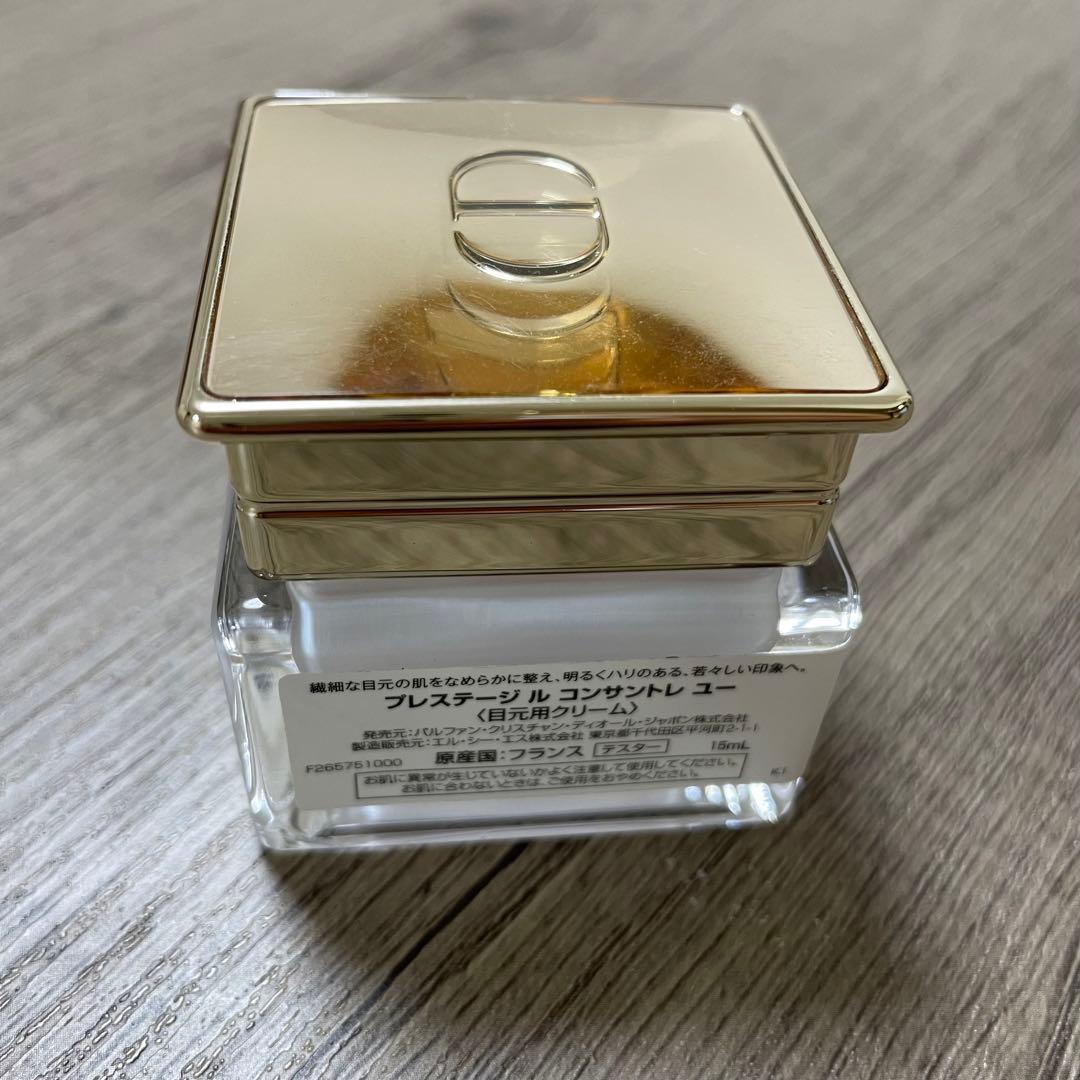 繊細な目元の肌をなめらかに整え、明るくハリのある、若々しい印象へ。
プレステージ ル コンサントレ ユー
〈目元用クリーム〉
発売元：パルファン・クリスチャン・ディオール・ジャポン株式会社
製造販売元：エル・シー・エス株式会社 東京都千代田区平河町2-1-1
F265751000 原産国：フランス テスター 15mL
お肌に異常が生じていないかよく注意して使用してください。
お肌に合わないときは、ご使用をおやめください。